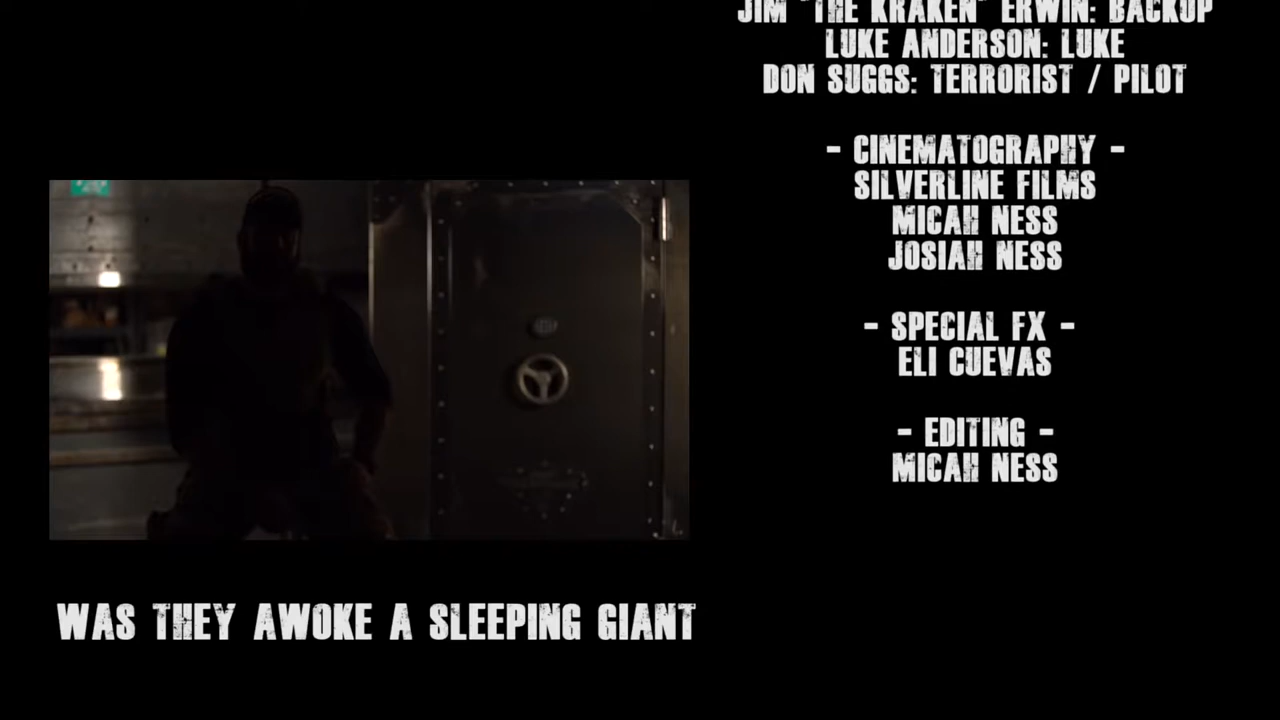 JIM "THE KRAKEN" ERWIN: BACKUP
LUKE ANDERSON: LUKE
DON SUGGS: TERRORIST / PILOT
- CINEMATOGRAPHY -
SILVERLINE FILMS
MICAH NESS
JOSIAH NESS
- SPECIAL FX -
ELI CUEVAS
- EDITING -
MICAH NESS
WAS THEY AWOKE A SLEEPING GIANT